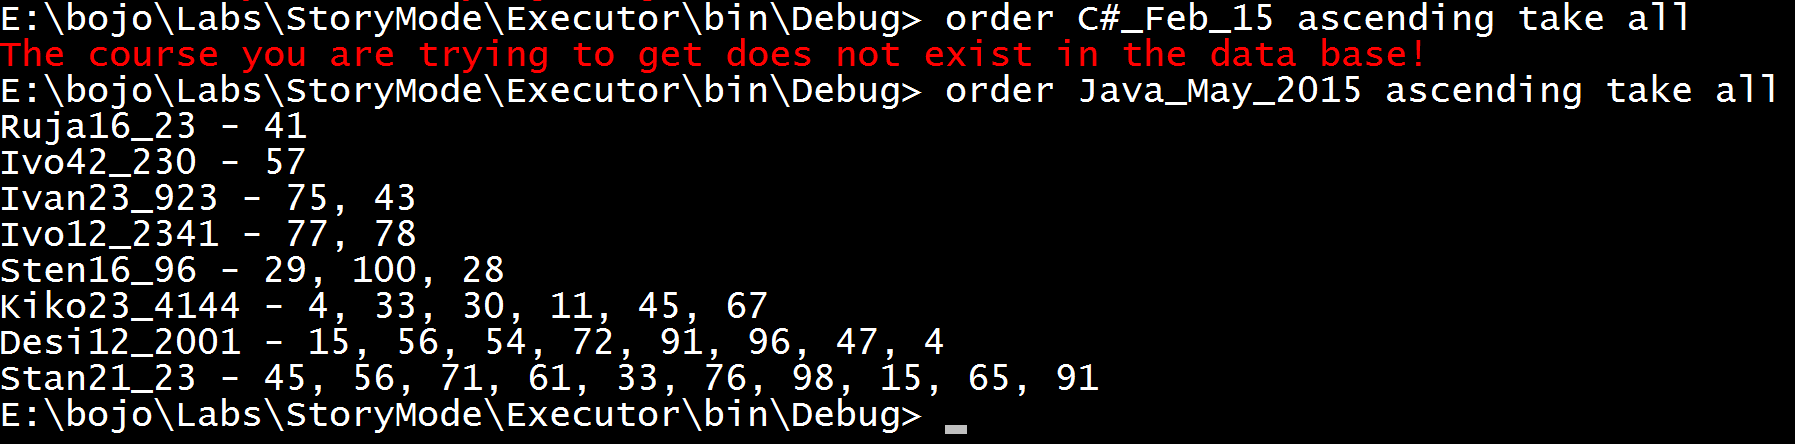 E:\bojo\Labs\StoryMode\Executor\bin\Debug> order C#_Feb_15 ascending take all
The course you are trying to get does not exist in the data base!
E:\bojo\Labs\StoryMode\Executor\bin\Debug> order Java_May_2015 ascending take all
Ruja16_23 - 41
Ivo42_230 - 57
Ivan23_923 - 75, 43
Ivo12_2341 - 77, 78
Sten16_96 - 29, 100, 28
Kiko23_4144 - 4, 33, 30, 11, 45, 67
Desi12_2001 - 15, 56, 54, 72, 91, 96, 47, 4
Stan21_23 - 45, 56, 71, 61, 33, 76, 98, 15, 65, 91
E:\bojo\Labs\StoryMode\Executor\bin\Debug> _